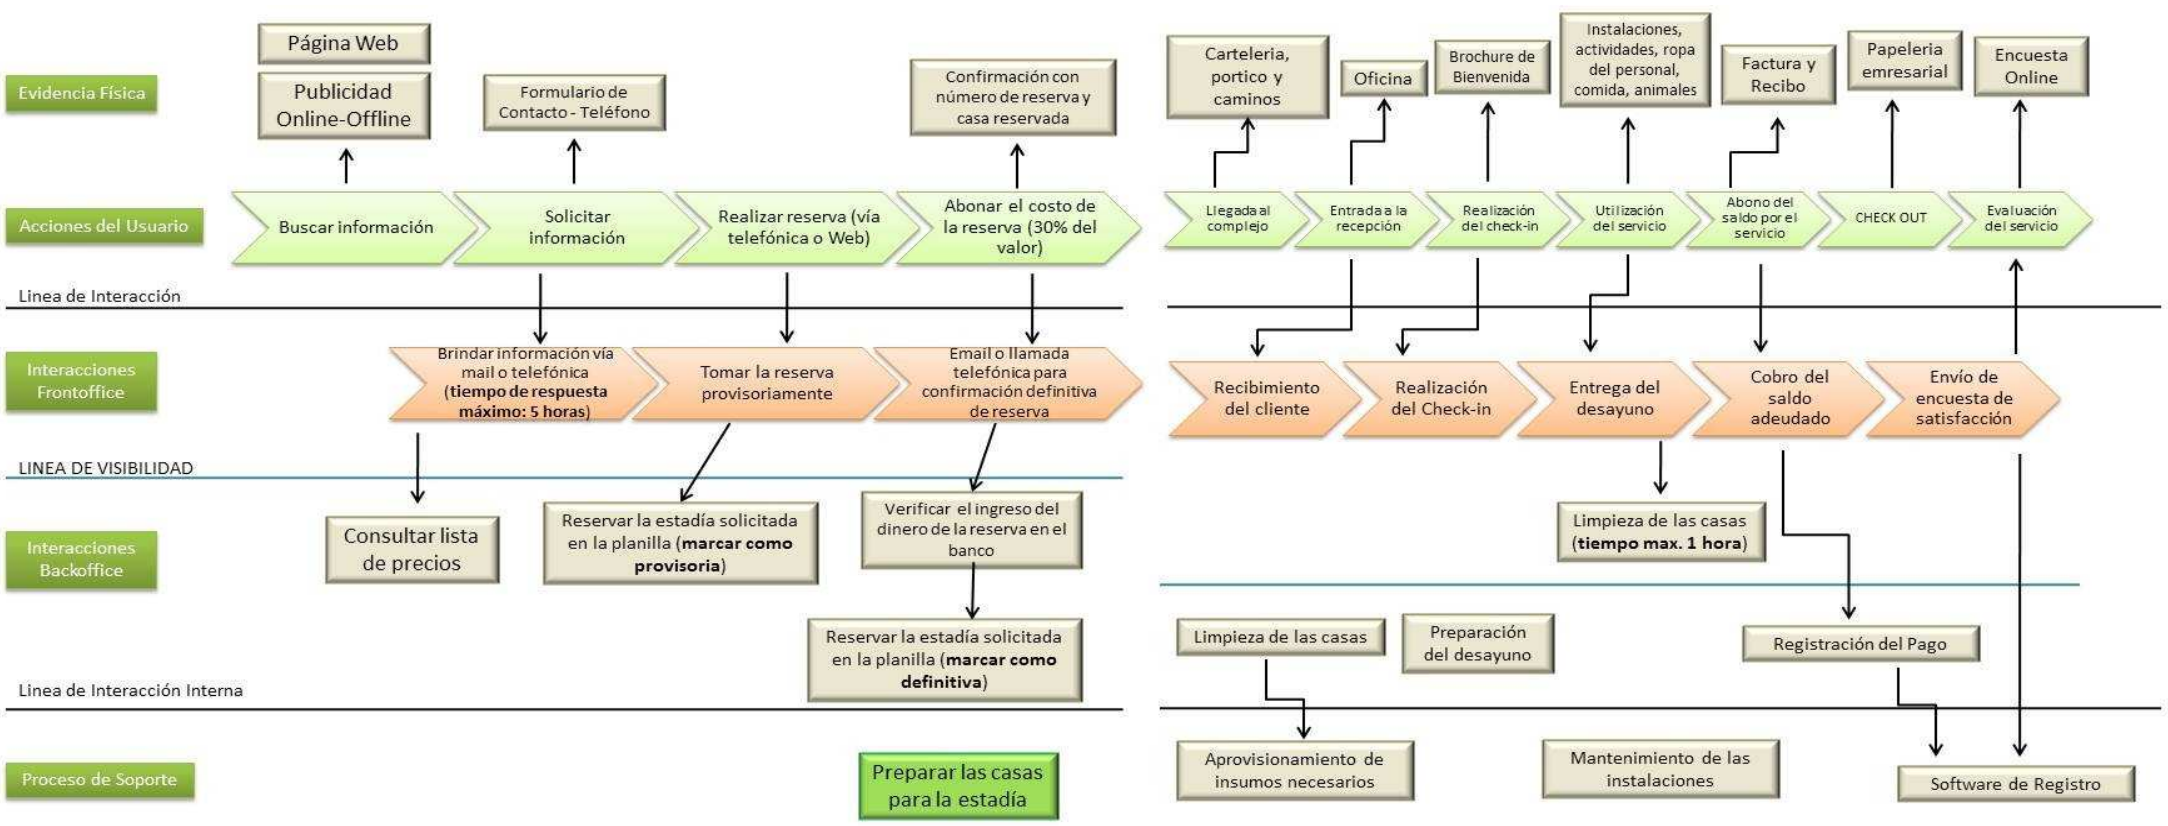 Evidencia Física
Página Web
Publicidad
Online-Offline
Formulario de
Contacto - Teléfono
Confirmación con
número de reserva y
casa reservada
Carteleria,
portico y
caminos
Oficina
Brochure de
Bienvenida
Instalaciones,
actividades, ropa
del personal,
comida, animales
Factura y
Recibo
Papeleria
emresarial
Encuesta
Online
Acciones del Usuario
Buscar información
Solicitar
información
Realizar reserva (vía
telefónica o Web)
Abonar el costo de
la reserva (30% del
valor)
Llegada al
complejo
Entrada a la
recepción
Realización
del check-in
Utilización
del servicio
Abono del
saldo por el
servicio
CHECK OUT
Evaluación
del servicio
Linea de Interacción
Interacciones
Frontoffice
Brindar información vía
mail o telefónica
(tiempo de respuesta
máximo: 5 horas)
Tomar la reserva
provisoriamente
Email o llamada
telefónica para
confirmación definitiva
de reserva
Recibimiento
del cliente
Realización
del Check-in
Entrega del
desayuno
Cobro del
saldo
adeudado
Envío de
encuesta de
satisfacción
LINEA DE VISIBILIDAD
Interacciones
Backoffice
Consultar lista
de precios
Reservar la estadía solicitada
en la planilla (marcar como
provisoria)
Verificar el ingreso del
dinero de la reserva en el
banco
Limpieza de las casas
(tiempo max. 1 hora)
Reservar la estadía solicitada
en la planilla (marcar como
definitiva)
Limpieza de las casas
Preparación
del desayuno
Registración del Pago
Linea de Interacción Interna
Proceso de Soporte
Preparar las casas
para la estadía
Aprovisionamiento de
insumos necesarios
Mantenimiento de las
instalaciones
Software de Registro